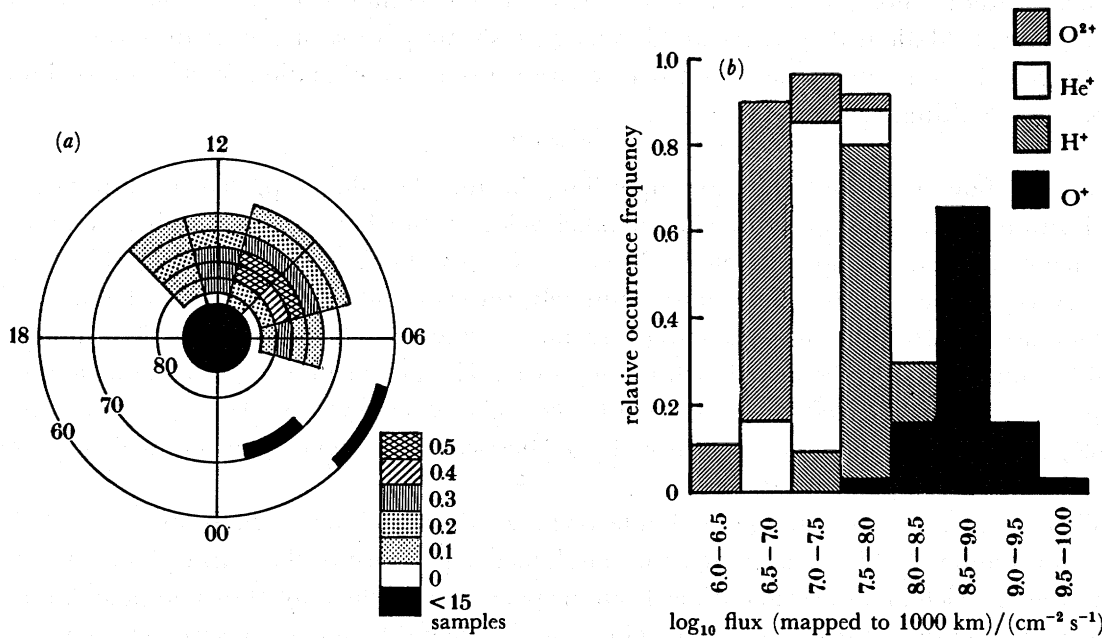 (a)
12
18
06
80
70
60
00
0.5
0.4
0.3
0.2
0.1
0
< 15
samples
(b)
O²⁺
He⁺
H⁺
O⁺
relative occurrence frequency
1.0
0.8
0.6
0.4
0.2
0
6.0 – 6.5
6.5 – 7.0
7.0 – 7.5
7.5 – 8.0
8.0 – 8.5
8.5 – 9.0
9.0 – 9.5
9.5 – 10.0
log₁₀ flux (mapped to 1000 km)/(cm⁻² s⁻¹)